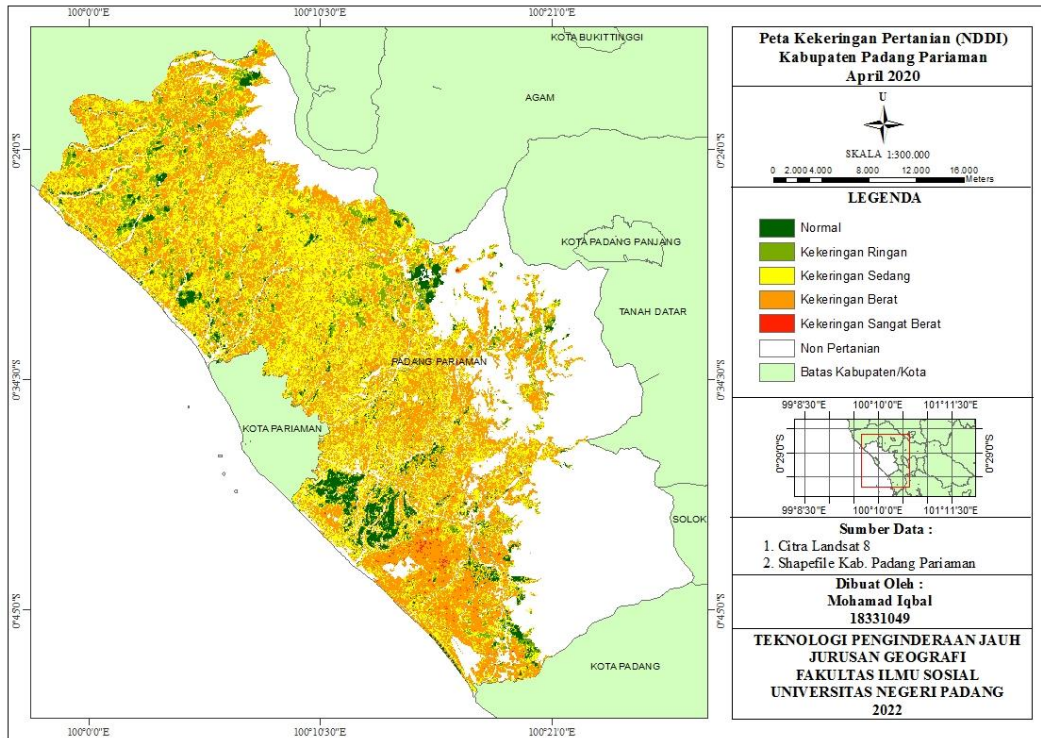 100°0'0"E 100°10'30"E 100°21'0"E
KOTA BUKITTINGGI
AGAM
0°24'0"S 0°24'0"S
KOTA PADANG PANJANG
TANAH DATAR
PADANG PARIAMAN
0°34'30"S 0°34'30"S
KOTA PARIAMAN
SOLOK
0°45'0"S 0°45'0"S
KOTA PADANG
100°0'0"E 100°10'30"E 100°21'0"E
Peta Kekeringan Pertanian (NDDI)
Kabupaten Padang Pariaman
April 2020
U
SKALA 1:300.000
0 2.000 4.000 8.000 12.000 16.000
Meters
LEGENDA
Normal
Kekeringan Ringan
Kekeringan Sedang
Kekeringan Berat
Kekeringan Sangat Berat
Non Pertanian
Batas Kabupaten/Kota
99°8'30"E 100°10'0"E 101°11'30"E
0°29'0"S 0°29'0"S
99°8'30"E 100°10'0"E 101°11'30"E
Sumber Data :
1. Citra Landsat 8
2. Shapefile Kab. Padang Pariaman
Dibuat Oleh :
Mohamad Iqbal
18331049
TEKNOLOGI PENGINDERAAN JAUH
JURUSAN GEOGRAFI
FAKULTAS ILMU SOSIAL
UNIVERSITAS NEGERI PADANG
2022